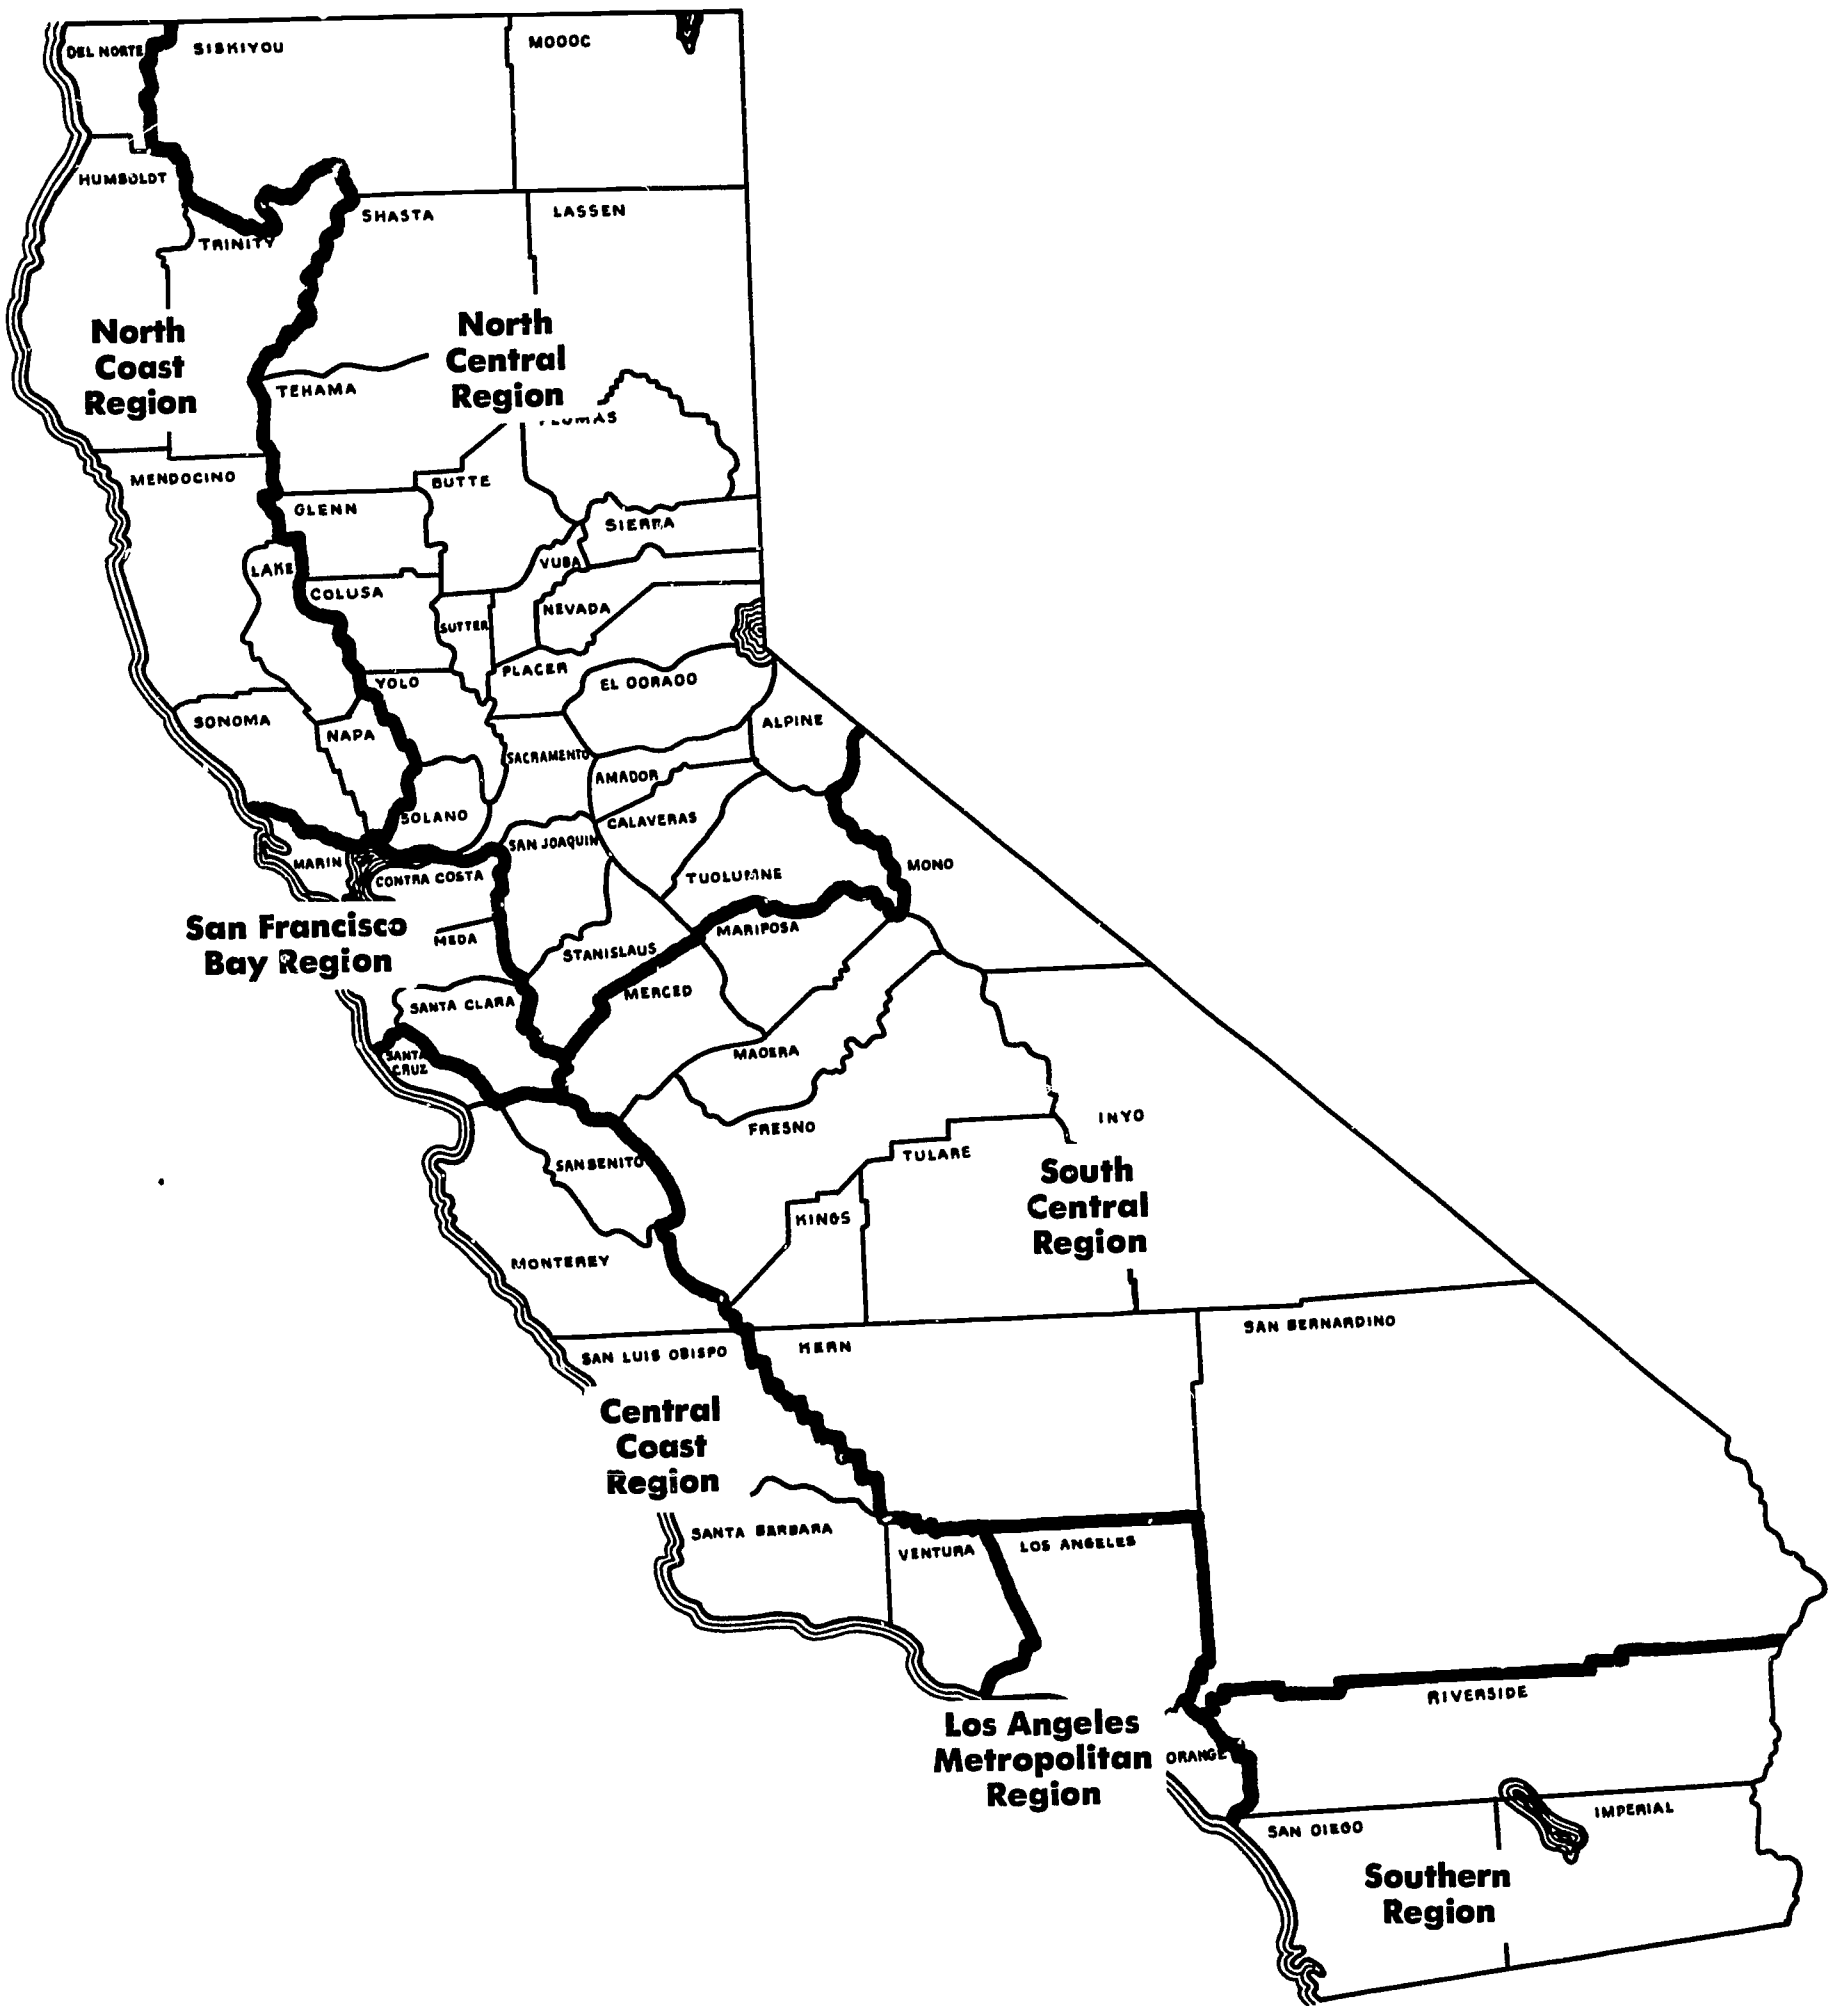 DEL NORTE
SISKIYOU
MODOC
HUMBOLDT
TRINITY
SHASTA
LASSEN
North
Coast
Region
North
Central
Region
TEHAMA
PLUMAS
MENDOCINO
BUTTE
GLENN
SIERRA
LAKE
YUBA
COLUSA
NEVADA
SUTTER
PLACER
YOLO
EL DORADO
SONOMA
NAPA
ALPINE
SACRAMENTO
AMADOR
SOLANO
CALAVERAS
SAN JOAQUIN
MARIN
CONTRA COSTA
TUOLUMNE
MONO
San Francisco
Bay Region
MEDA
MARIPOSA
STANISLAUS
SANTA CLARA
MERCED
SANTA
CRUZ
MADERA
FRESNO
INYO
SAN BENITO
TULARE
South
Central
Region
KINGS
MONTEREY
SAN LUIS OBISPO
KERN
SAN BERNARDINO
Central
Coast
Region
SANTA BARBARA
VENTURA
LOS ANGELES
RIVERSIDE
Los Angeles
Metropolitan
Region
ORANGE
SAN DIEGO
IMPERIAL
Southern
Region